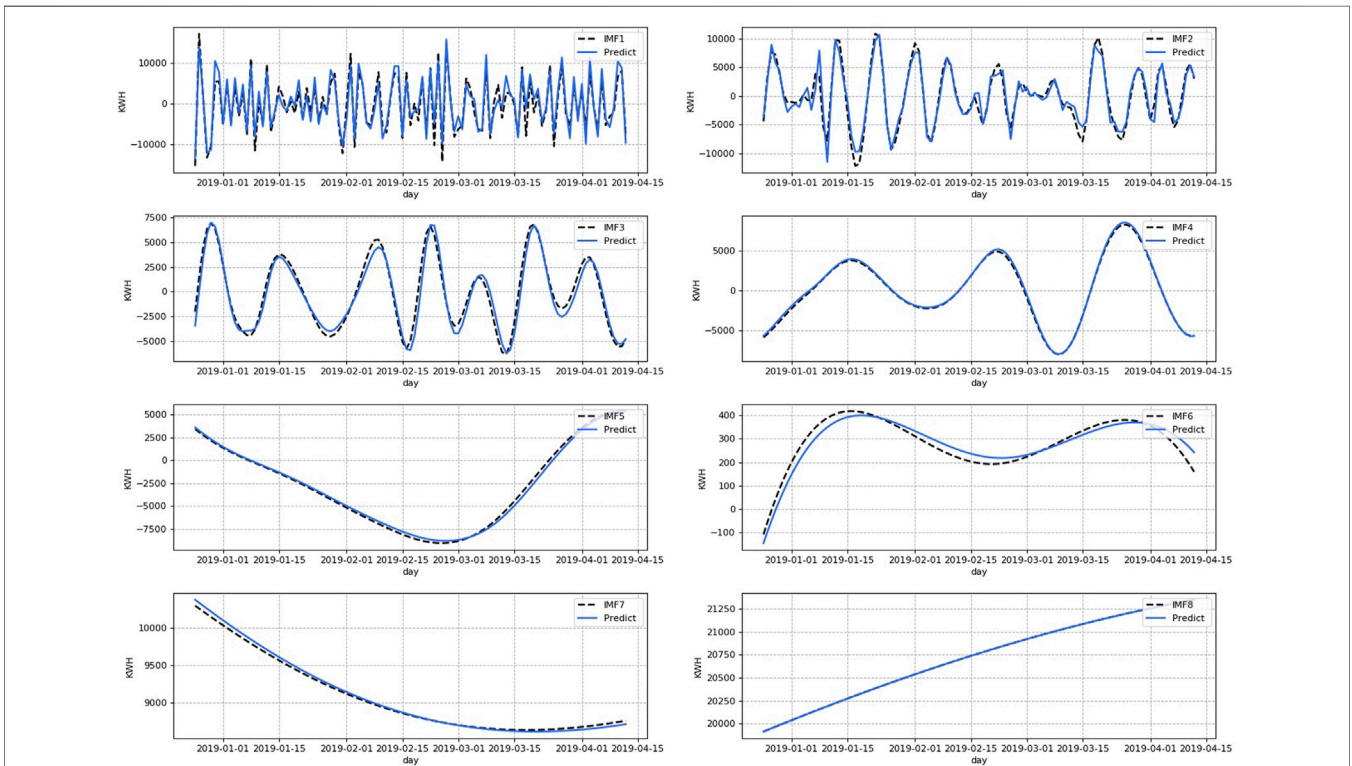 IMF1
Predict
10000
0
−10000
KWH
2019-01-01 2019-01-15 2019-02-01 2019-02-15 2019-03-01 2019-03-15 2019-04-01 2019-04-15
day
IMF2
Predict
10000
5000
0
−5000
−10000
KWH
2019-01-01 2019-01-15 2019-02-01 2019-02-15 2019-03-01 2019-03-15 2019-04-01 2019-04-15
day
IMF3
Predict
7500
5000
2500
0
−2500
−5000
KWH
2019-01-01 2019-01-15 2019-02-01 2019-02-15 2019-03-01 2019-03-15 2019-04-01 2019-04-15
day
IMF4
Predict
5000
0
−5000
KWH
2019-01-01 2019-01-15 2019-02-01 2019-02-15 2019-03-01 2019-03-15 2019-04-01 2019-04-15
day
IMF5
Predict
5000
2500
0
−2500
−5000
−7500
KWH
2019-01-01 2019-01-15 2019-02-01 2019-02-15 2019-03-01 2019-03-15 2019-04-01 2019-04-15
day
IMF6
Predict
400
300
200
100
0
−100
KWH
2019-01-01 2019-01-15 2019-02-01 2019-02-15 2019-03-01 2019-03-15 2019-04-01 2019-04-15
day
IMF7
Predict
10000
9500
9000
KWH
2019-01-01 2019-01-15 2019-02-01 2019-02-15 2019-03-01 2019-03-15 2019-04-01 2019-04-15
day
IMF8
Predict
21250
21000
20750
20500
20250
20000
KWH
2019-01-01 2019-01-15 2019-02-01 2019-02-15 2019-03-01 2019-03-15 2019-04-01 2019-04-15
day